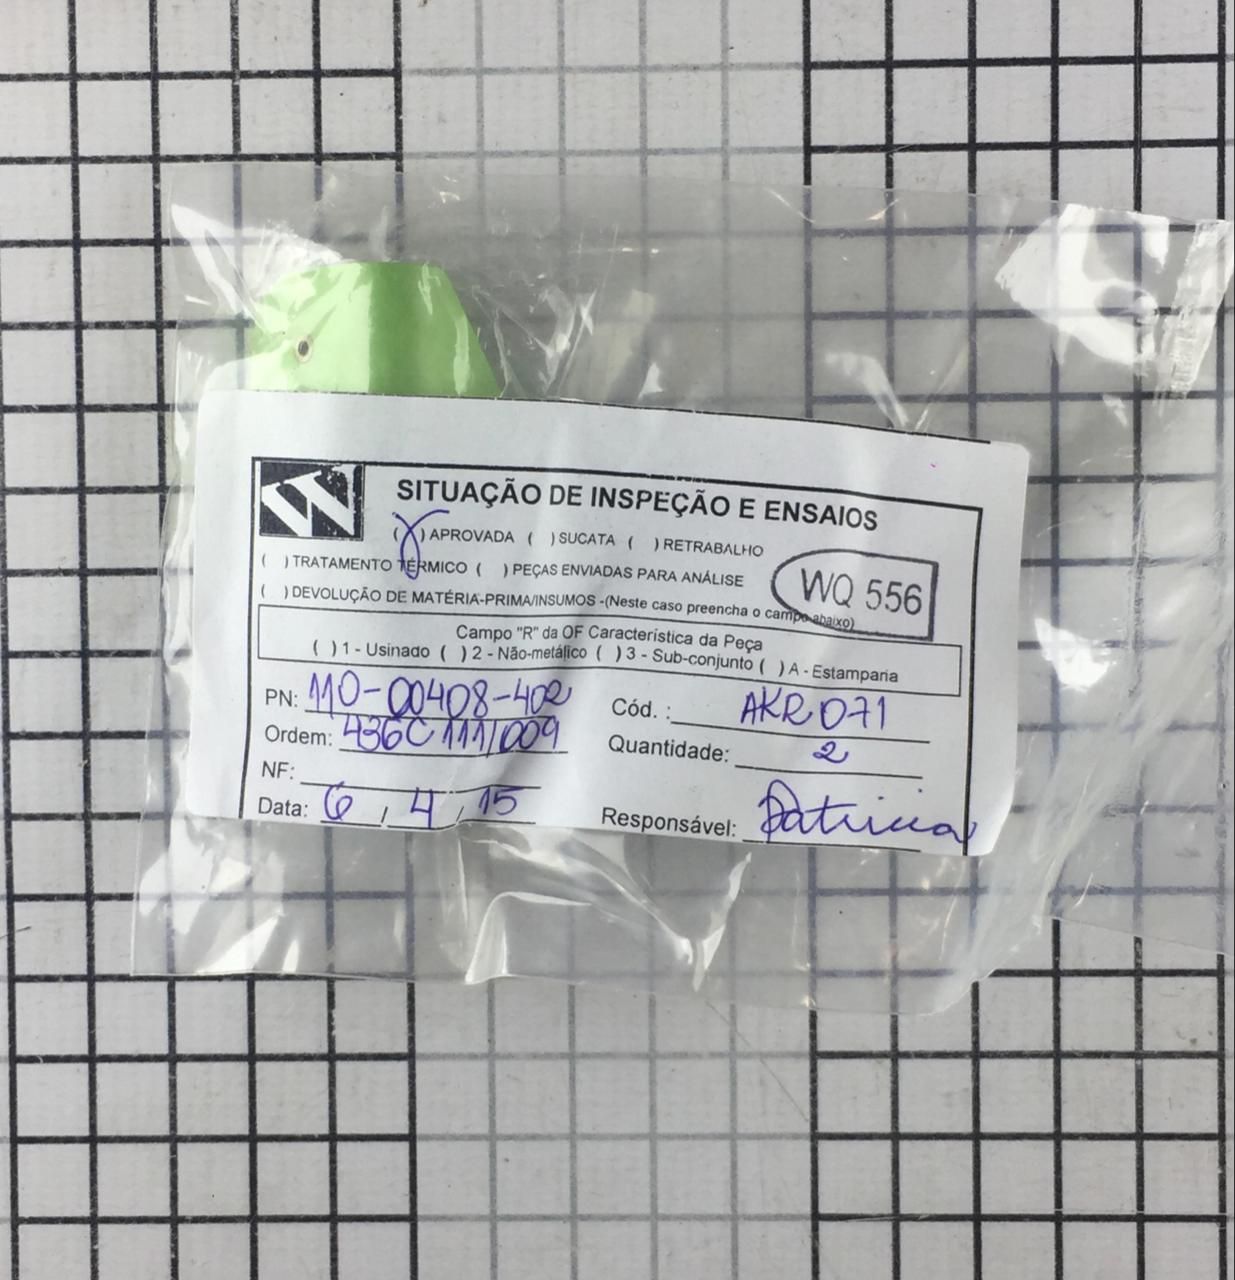 W
SITUAÇÃO DE INSPEÇÃO E ENSAIOS
(X) APROVADA ( ) SUCATA ( ) RETRABALHO
( ) TRATAMENTO TÉRMICO ( ) PEÇAS ENVIADAS PARA ANÁLISE
( ) DEVOLUÇÃO DE MATÉRIA-PRIMA/INSUMOS -(Neste caso preencha o campo abaixo)
WQ 556
Campo "R" da OF Característica da Peça
( ) 1 - Usinado ( ) 2 - Não-metálico ( ) 3 - Sub-conjunto ( ) A - Estamparia
PN: 110-00408-402 Cód. : AKR071
Ordem: 436C111/009 Quantidade: 2
NF:
Data: 6 / 4 / 15 Responsável: Patricia